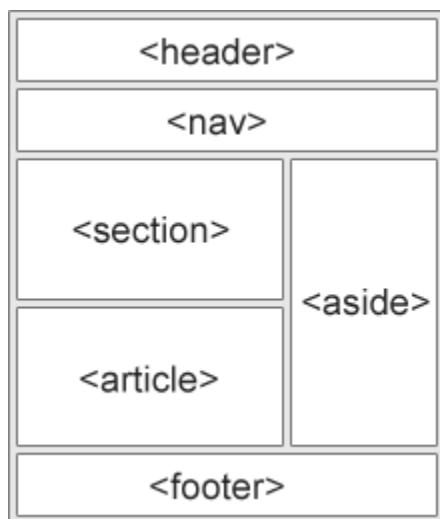 <header>
<nav>
<section>
<aside>
<article>
<footer>